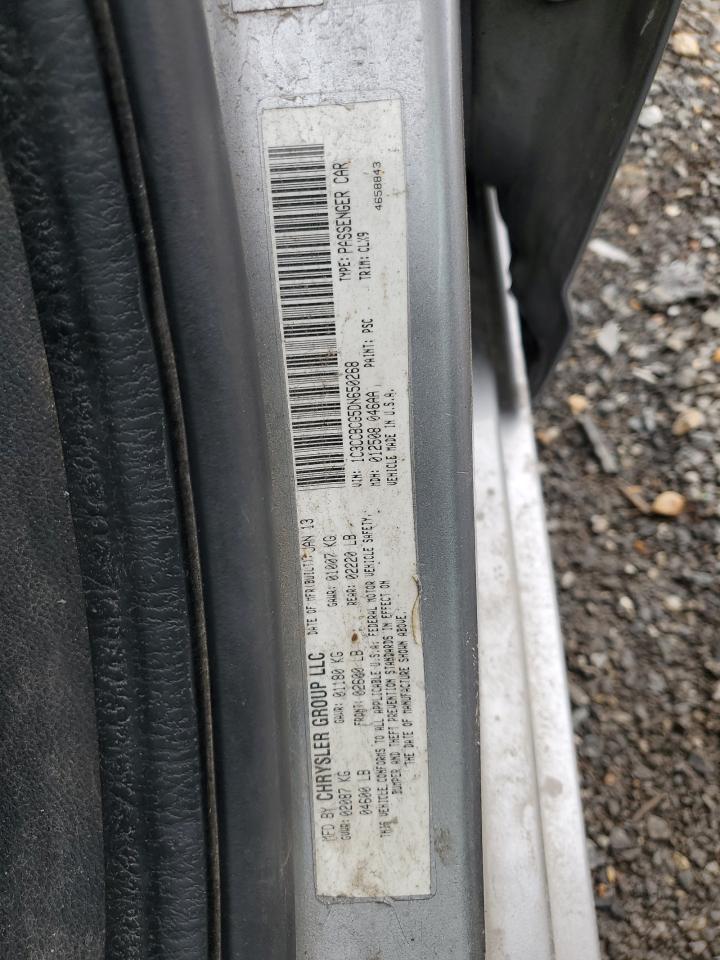 MFD BY CHRYSLER GROUP LLC DATE OF MFR(BUILT): JAN 13
GVWR: 02087 KG GAWR: 01180 KG GAWR: 01007 KG
04600 LB FRONT: 02600 LB REAR: 02220 LB
THIS VEHICLE CONFORMS TO ALL APPLICABLE U.S.A. FEDERAL MOTOR VEHICLE SAFETY,
BUMPER AND THEFT PREVENTION STANDARDS IN EFFECT ON
THE DATE OF MANUFACTURE SHOWN ABOVE.
VIN: 1C3CCBCG5DN650268 TYPE: PASSENGER CAR
MDH: 012508 046AA PAINT: PSC TRIM: CLX9
VEHICLE MADE IN U.S.A. 4658843